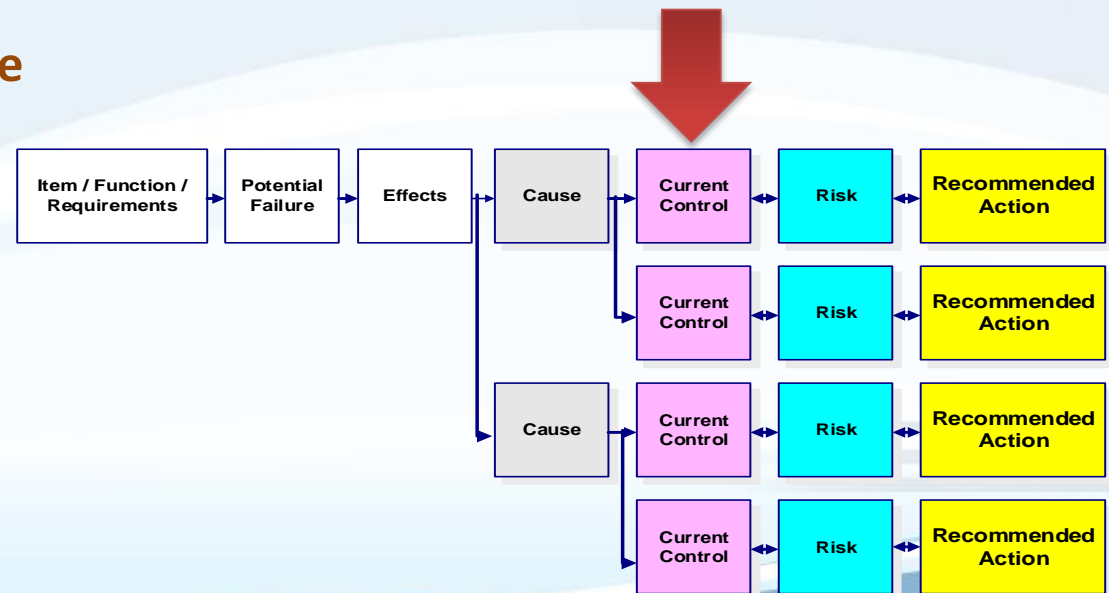 e
Item / Function /
Requirements
Potential
Failure
Effects
Cause
Current
Control
Risk
Recommended
Action
Current
Control
Risk
Recommended
Action
Cause
Current
Control
Risk
Recommended
Action
Current
Control
Risk
Recommended
Action